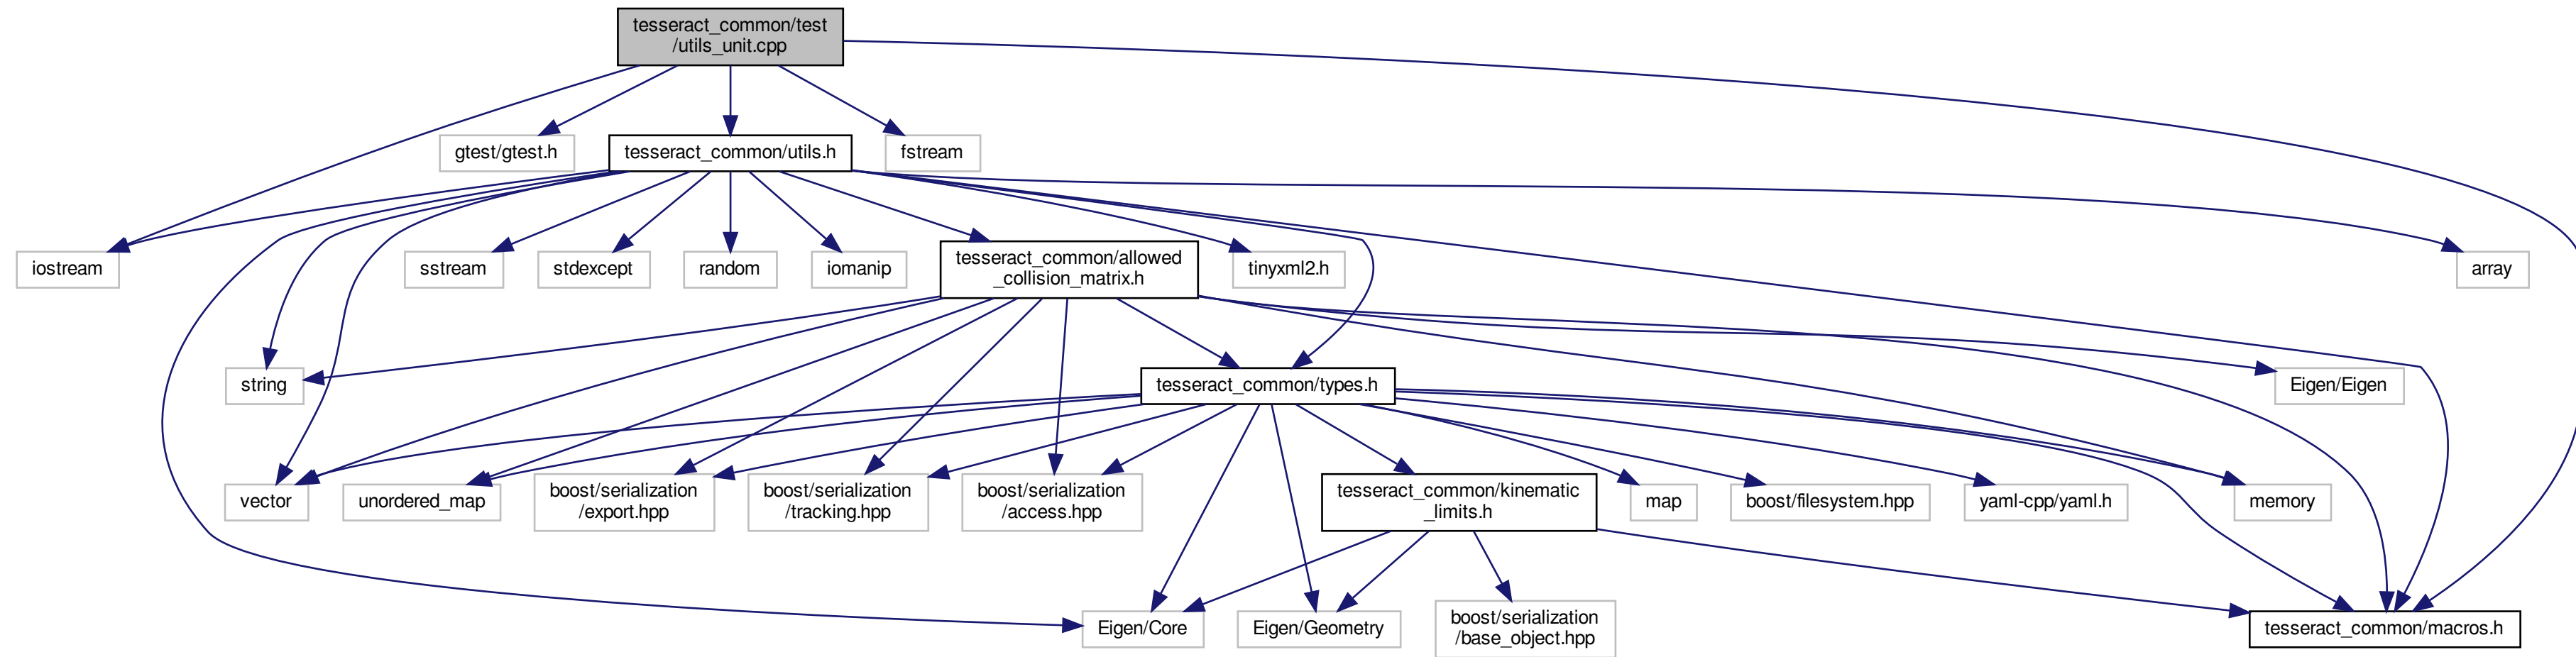 tesseract_common/test
/utils_unit.cpp
gtest/gtest.h
tesseract_common/utils.h
fstream
iostream
sstream
stdexcept
random
iomanip
tesseract_common/allowed
_collision_matrix.h
tinyxml2.h
array
string
tesseract_common/types.h
Eigen/Eigen
vector
unordered_map
boost/serialization
/export.hpp
boost/serialization
/tracking.hpp
boost/serialization
/access.hpp
tesseract_common/kinematic
_limits.h
map
boost/filesystem.hpp
yaml-cpp/yaml.h
memory
Eigen/Core
Eigen/Geometry
boost/serialization
/base_object.hpp
tesseract_common/macros.h